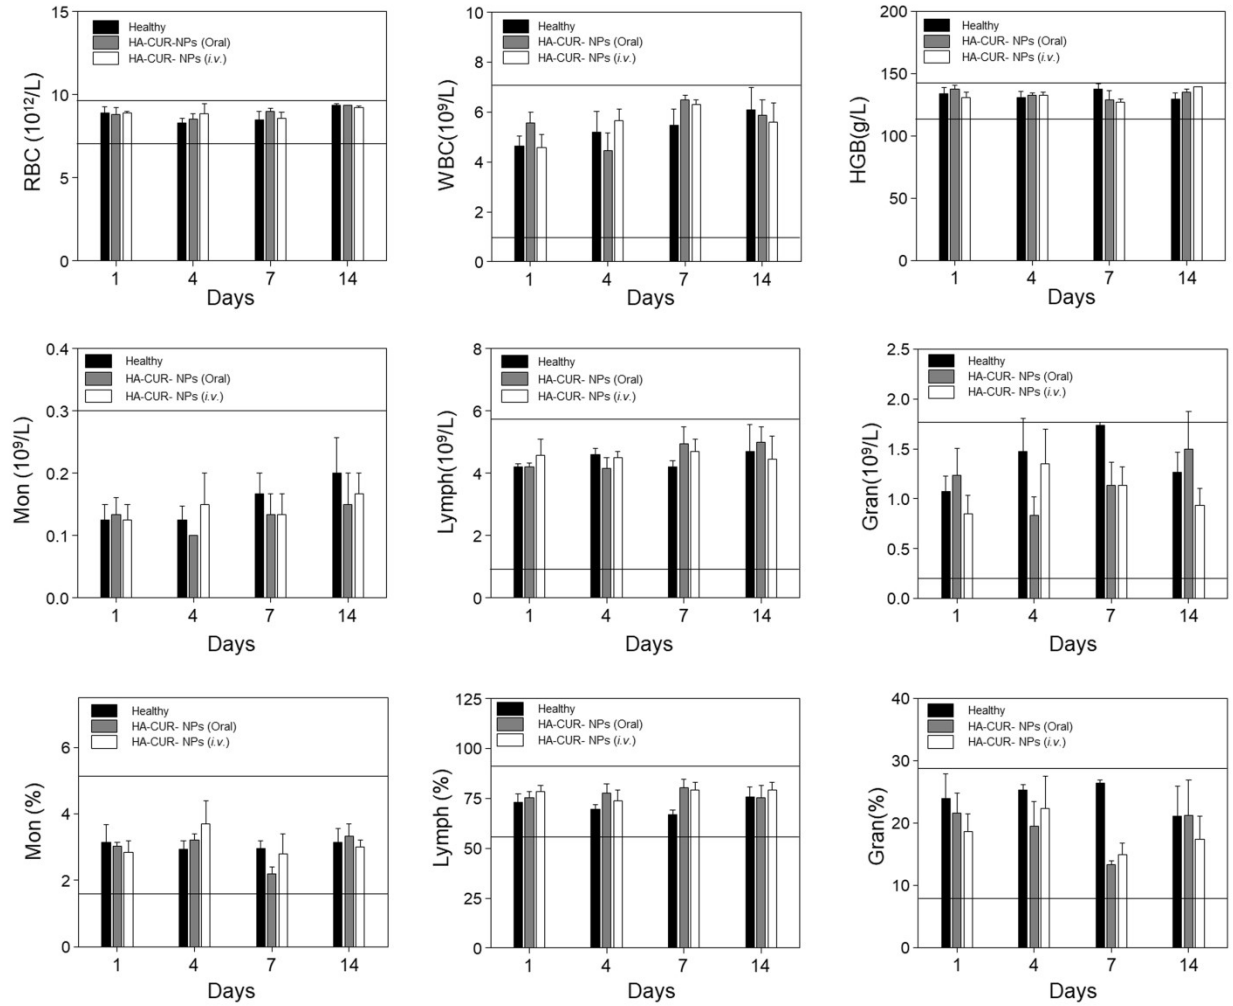 RBC (10¹²/L)
15
10
5
0
Healthy
HA-CUR-NPs (Oral)
HA-CUR- NPs (i.v.)
1 4 7 14
Days
WBC(10⁹/L)
10
8
6
4
2
0
Healthy
HA-CUR-NPs (Oral)
HA-CUR- NPs (i.v.)
1 4 7 14
Days
HGB(g/L)
200
150
100
50
0
Healthy
HA-CUR-NPs (Oral)
HA-CUR- NPs (i.v.)
1 4 7 14
Days
Mon (10⁹/L)
0.4
0.3
0.2
0.1
0.0
Healthy
HA-CUR- NPs (Oral)
HA-CUR- NPs (i.v.)
1 4 7 14
Days
Lymph(10⁹/L)
8
6
4
2
0
Healthy
HA-CUR- NPs (Oral)
HA-CUR- NPs (i.v.)
1 4 7 14
Days
Gran(10⁹/L)
2.5
2.0
1.5
1.0
0.5
0.0
Healthy
HA-CUR- NPs (Oral)
HA-CUR- NPs (i.v.)
1 4 7 14
Days
Mon (%)
6
4
2
0
Healthy
HA-CUR- NPs (Oral)
HA-CUR- NPs (i.v.)
1 4 7 14
Days
Lymph (%)
125
100
75
50
25
0
Healthy
HA-CUR- NPs (Oral)
HA-CUR- NPs (i.v.)
1 4 7 14
Days
Gran(%)
40
30
20
10
0
Healthy
HA-CUR- NPs (Oral)
HA-CUR- NPs (i.v.)
1 4 7 14
Days